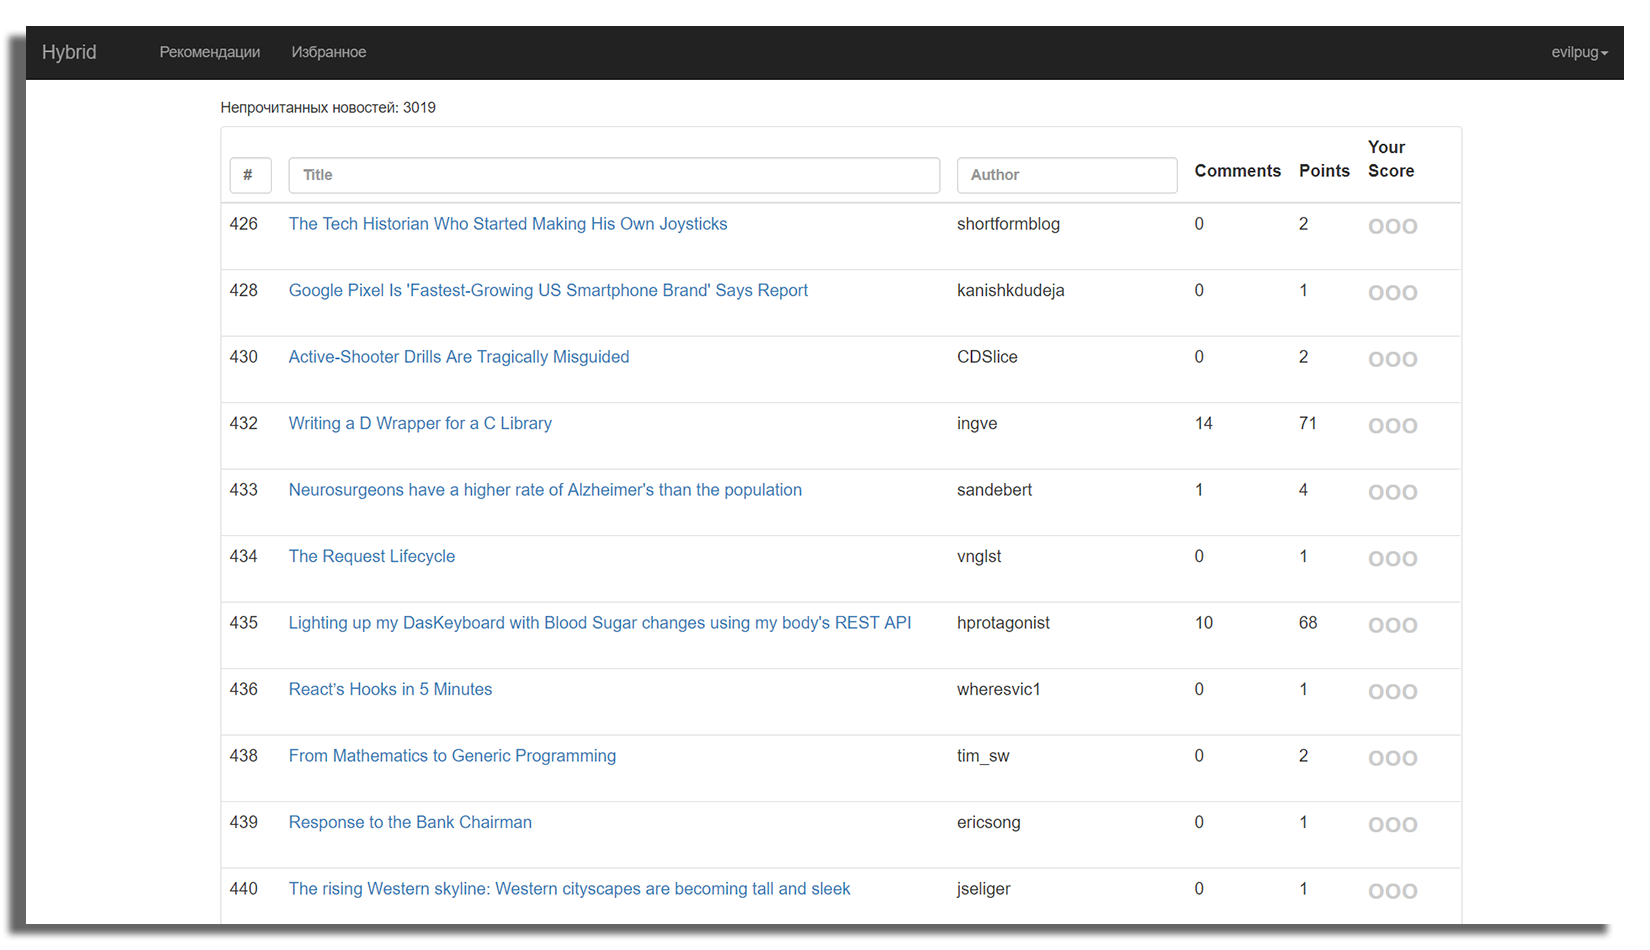 Hybrid Рекомендации Избранное evilpug
Непрочитанных новостей: 3019
# Title Author Comments Points Your Score
426 The Tech Historian Who Started Making His Own Joysticks shortformblog 0 2
428 Google Pixel Is 'Fastest-Growing US Smartphone Brand' Says Report kanishkdudeja 0 1
430 Active-Shooter Drills Are Tragically Misguided CDSlice 0 2
432 Writing a D Wrapper for a C Library ingve 14 71
433 Neurosurgeons have a higher rate of Alzheimer's than the population sandebert 1 4
434 The Request Lifecycle vnglst 0 1
435 Lighting up my DasKeyboard with Blood Sugar changes using my body's REST API hprotagonist 10 68
436 React's Hooks in 5 Minutes wheresvic1 0 1
438 From Mathematics to Generic Programming tim_sw 0 2
439 Response to the Bank Chairman ericsong 0 1
440 The rising Western skyline: Western cityscapes are becoming tall and sleek jseliger 0 1